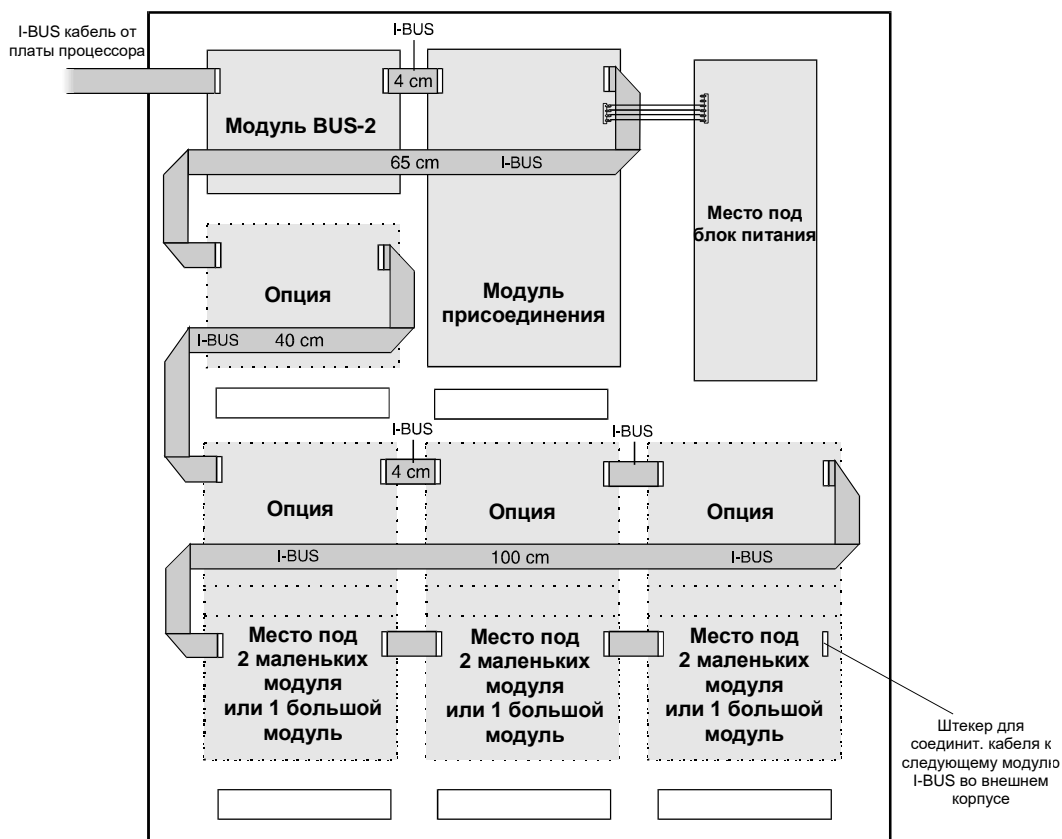 I-BUS кабель от
платы процессора
I-BUS
4 cm
Модуль BUS-2
65 cm
I-BUS
Место под
блок питания
Опция
Модуль
присоединения
I-BUS
40 cm
I-BUS
4 cm
I-BUS
Опция
Опция
Опция
I-BUS
100 cm
I-BUS
Место под
2 маленьких
модуля
или 1 большой
модуль
Место под
2 маленьких
модуля
или 1 большой
модуль
Место под
2 маленьких
модуля
или 1 большой
модуль
Штекер для
соединит. кабеля к
следующему модулю
I-BUS во внешнем
корпусе